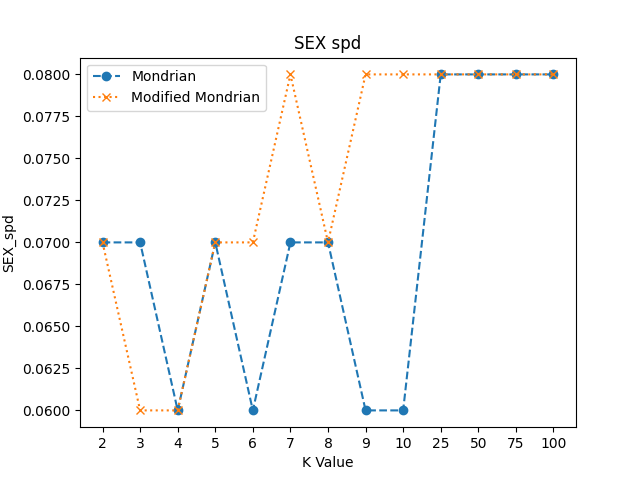 SEX spd
Mondrian
Modified Mondrian
0.0800
0.0775
0.0750
0.0725
0.0700
0.0675
0.0650
0.0625
0.0600
SEX_spd
2 3 4 5 6 7 8 9 10 25 50 75 100
K Value